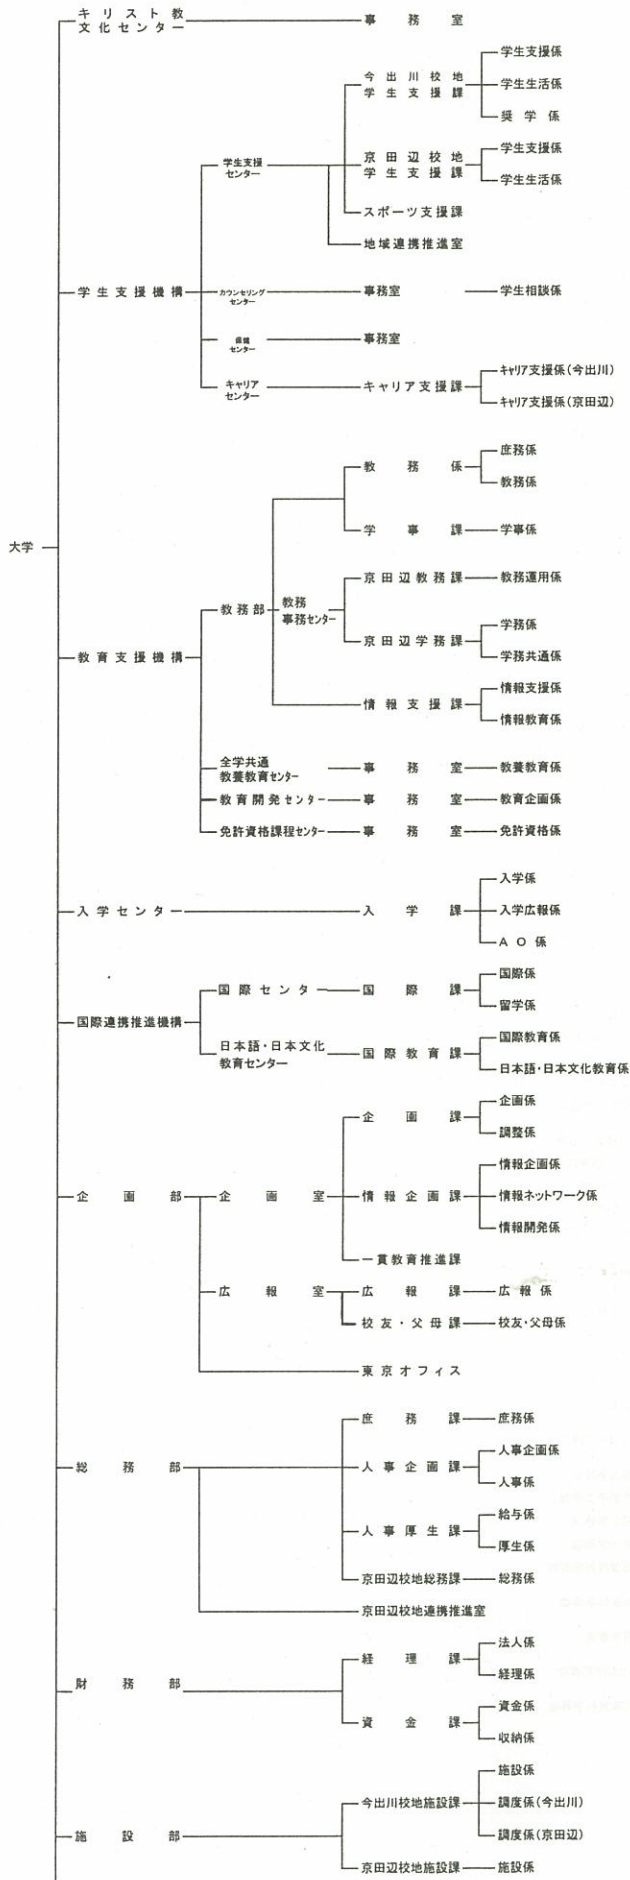 キリスト教
文化センター
事務室
大学
学生支援機構
学生支援
センター
今出川校地
学生支援課
学生支援係
学生生活係
奨学係
京田辺校地
学生支援課
学生支援係
学生生活係
スポーツ支援課
地域連携推進室
カウンセリング
センター
事務室
学生相談係
保健
センター
事務室
キャリア
センター
キャリア支援課
キャリア支援係(今出川)
キャリア支援係(京田辺)
教育支援機構
教務部
教務
事務センター
教務係
庶務係
教務係
学事課
学事係
京田辺教務課
教務運用係
京田辺学務課
学務係
学務共通係
情報支援課
情報支援係
情報教育係
全学共通
教養教育センター
事務室
教養教育係
教育開発センター
事務室
教育企画係
免許資格課程センター
事務室
免許資格係
入学センター
入学課
入学係
入学広報係
AO係
国際連携推進機構
国際センター
国際課
国際係
留学係
日本語・日本文化
教育センター
国際教育課
国際教育係
日本語・日本文化教育係
企画部
企画室
企画課
企画係
調整係
情報企画課
情報企画係
情報ネットワーク係
情報開発係
一貫教育推進課
広報室
広報課
広報係
校友・父母課
校友・父母係
東京オフィス
総務部
庶務課
庶務係
人事企画課
人事企画係
人事係
人事厚生課
給与係
厚生係
京田辺校地総務課
総務係
京田辺校地連携推進室
財務部
経理課
法人係
経理係
資金課
資金係
収納係
施設部
今出川校地施設課
施設係
調度係(今出川)
調度係(京田辺)
京田辺校地施設課
施設係